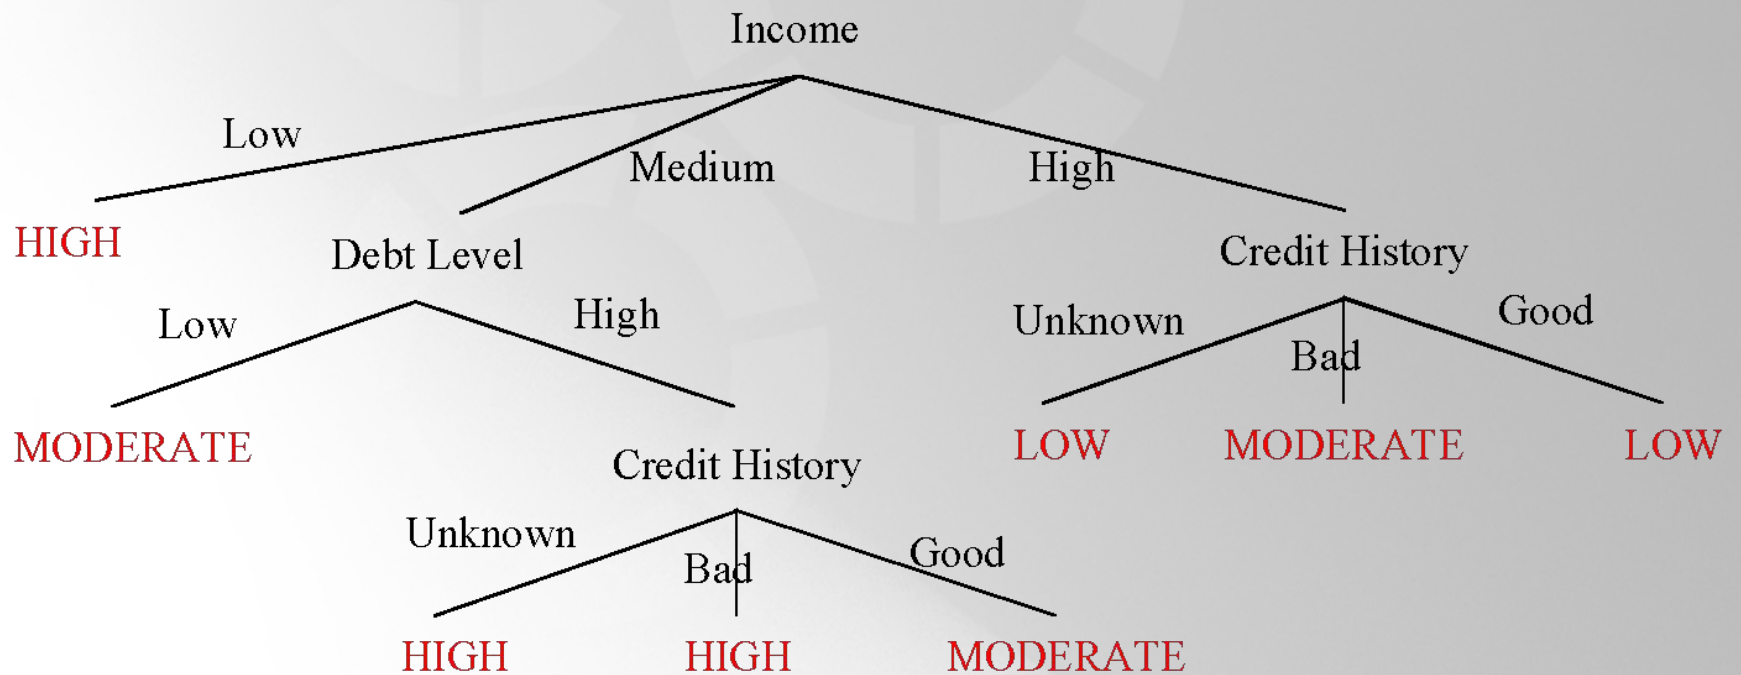 Income
Low
Medium
High
HIGH
Debt Level
Credit History
Low
High
Unknown
Bad
Good
MODERATE
LOW
MODERATE
LOW
Credit History
Unknown
Bad
Good
HIGH
HIGH
MODERATE